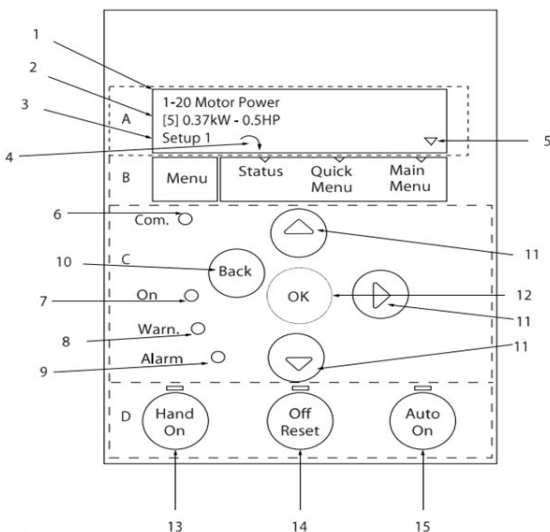 1
2
3
4
5
6
7
8
9
10
11
11
11
12
13
14
15
A
B
C
D
1-20 Motor Power
[5] 0.37kW - 0.5HP
Setup 1
Menu
Status
Quick
Menu
Main
Menu
Com.
Back
OK
On
Warn.
Alarm
Hand
On
Off
Reset
Auto
On